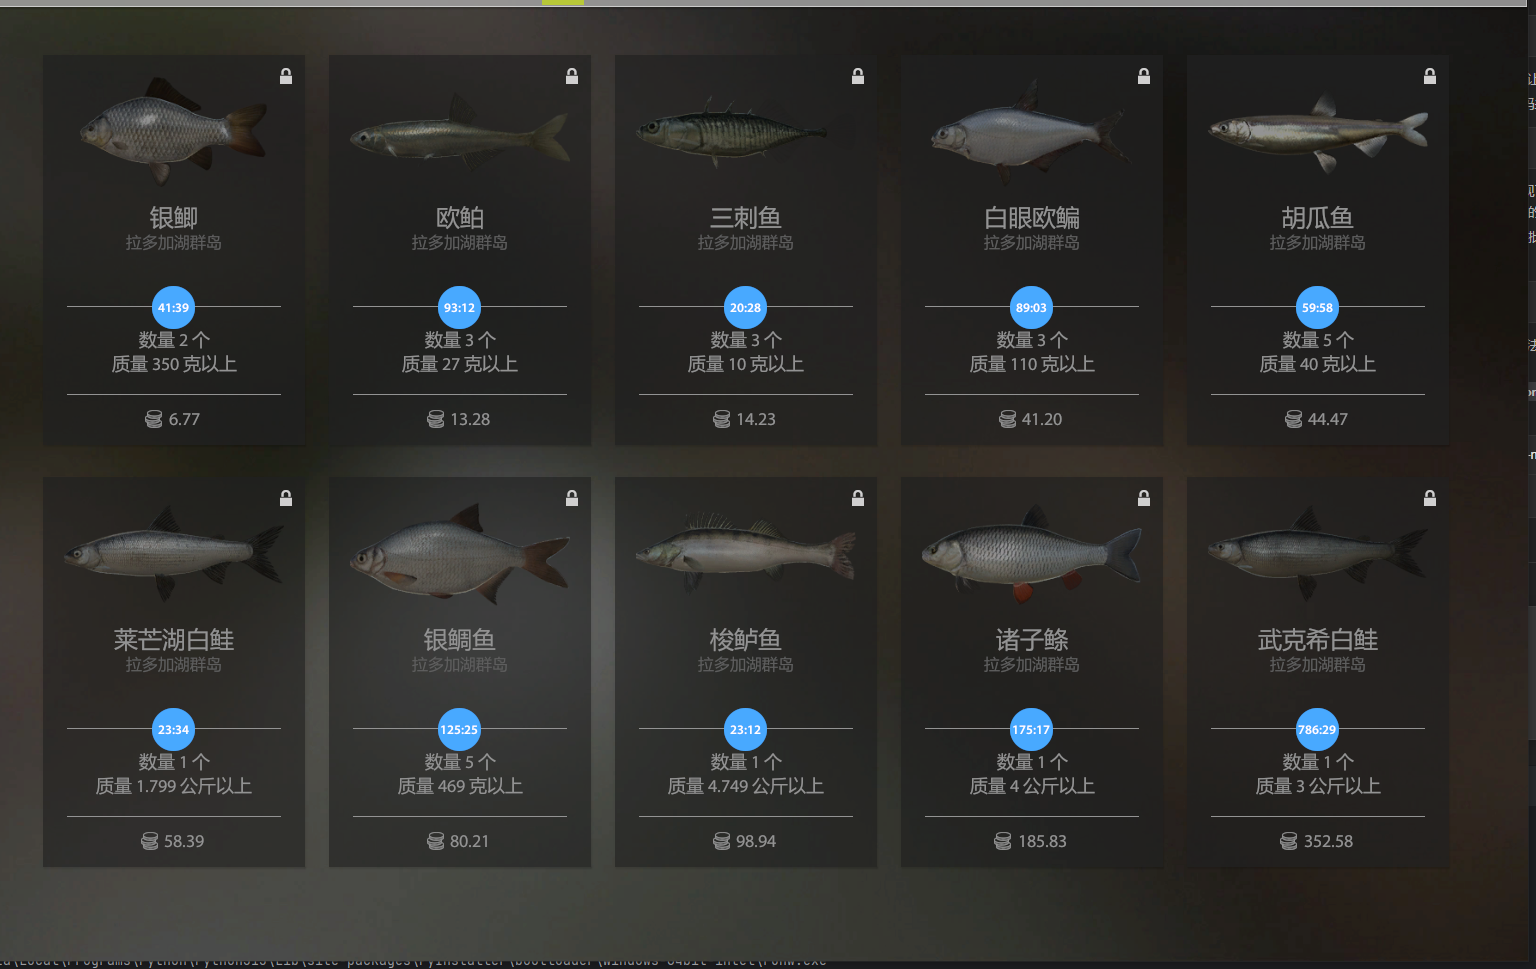 银鲫
拉多加湖群岛
41:39
数量 2 个
质量 350 克以上
6.77
欧鲌
拉多加湖群岛
93:12
数量 3 个
质量 27 克以上
13.28
三刺鱼
拉多加湖群岛
20:28
数量 3 个
质量 10 克以上
14.23
白眼欧鳊
拉多加湖群岛
89:03
数量 3 个
质量 110 克以上
41.20
胡瓜鱼
拉多加湖群岛
59:58
数量 5 个
质量 40 克以上
44.47
莱芒湖白鲑
拉多加湖群岛
23:34
数量 1 个
质量 1.799 公斤以上
58.39
银鲷鱼
拉多加湖群岛
125:25
数量 5 个
质量 469 克以上
80.21
梭鲈鱼
拉多加湖群岛
23:12
数量 1 个
质量 4.749 公斤以上
98.94
诸子鲦
拉多加湖群岛
175:17
数量 1 个
质量 4 公斤以上
185.83
武克希白鲑
拉多加湖群岛
786:29
数量 1 个
质量 3 公斤以上
352.58